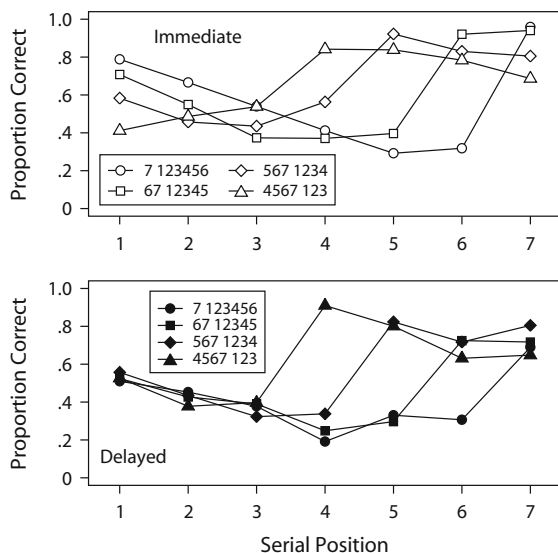 Immediate
Proportion Correct
1.0
.8
.6
.4
.2
0
7 123456
67 12345
567 1234
4567 123
1 2 3 4 5 6 7
Proportion Correct
1.0
.8
.6
.4
.2
0
7 123456
67 12345
567 1234
4567 123
Delayed
1 2 3 4 5 6 7
Serial Position